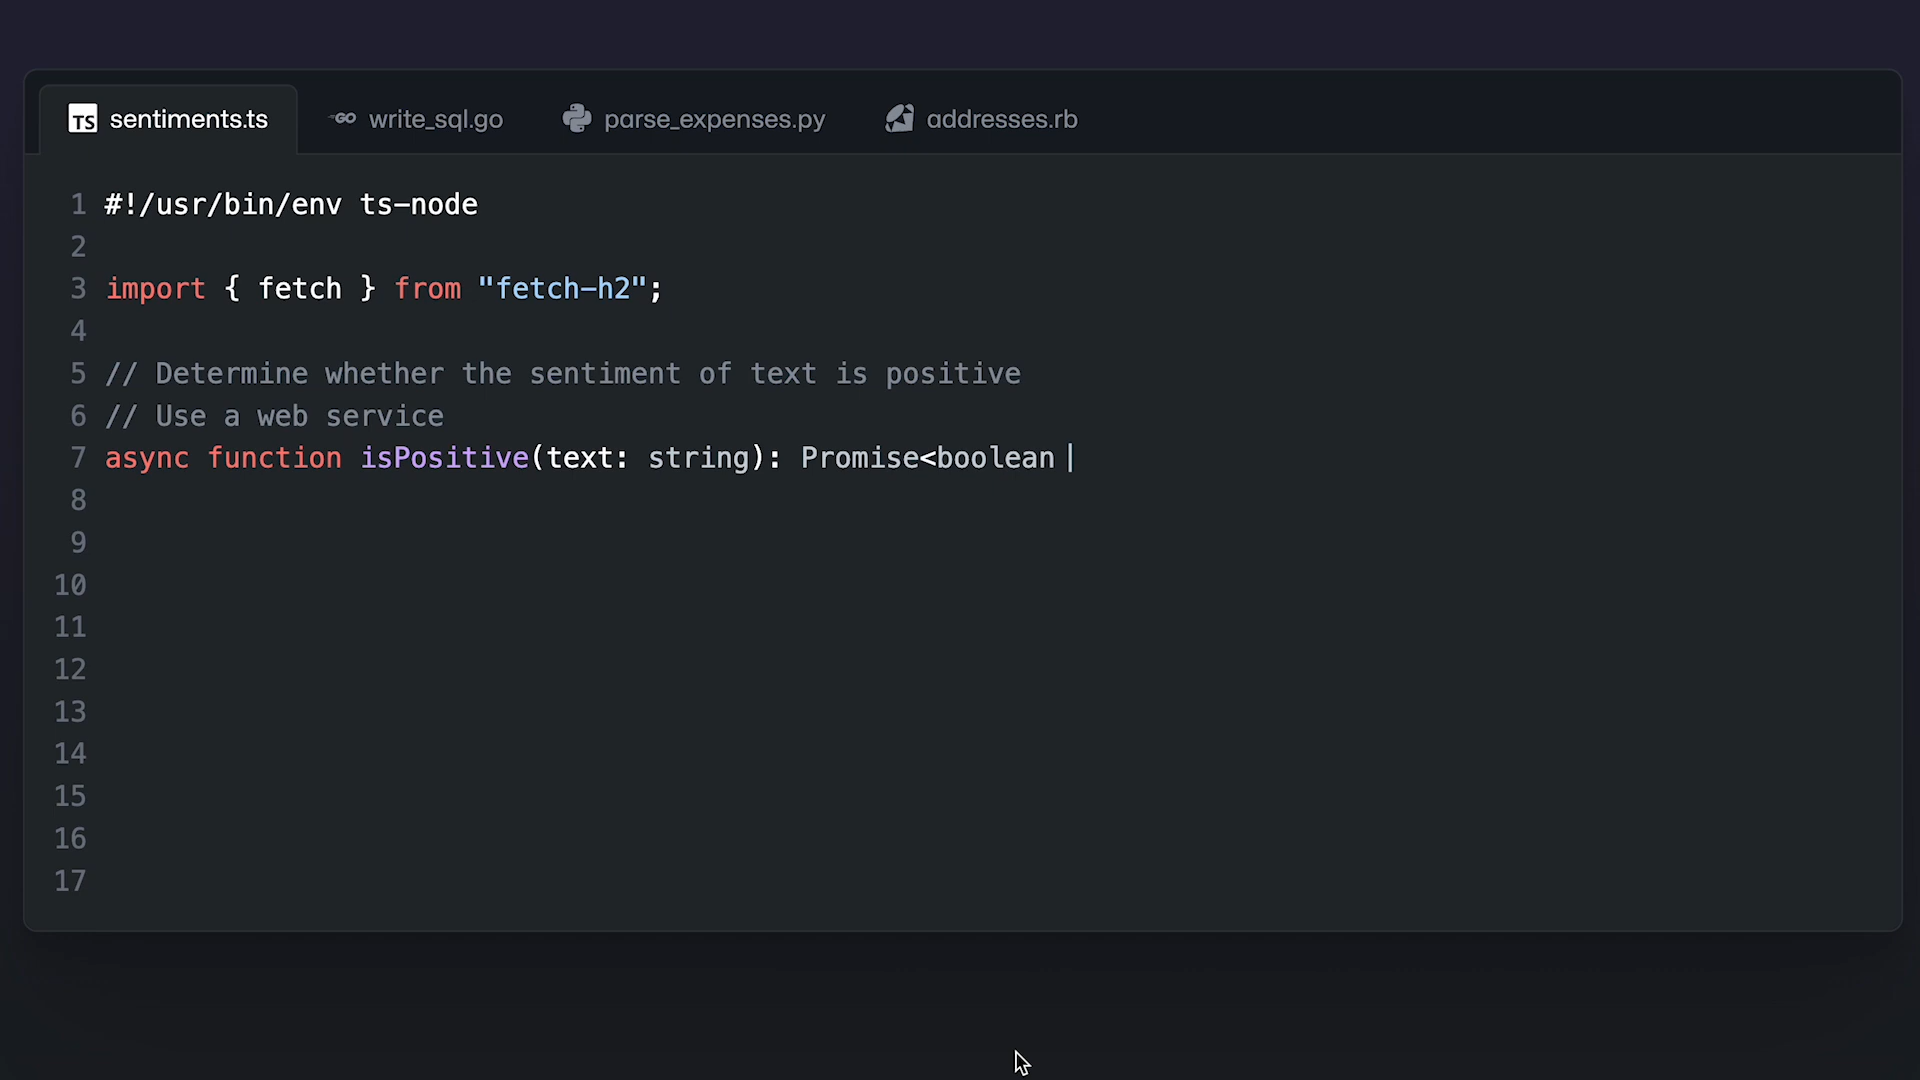 TS sentiments.ts GO write_sql.go parse_expenses.py addresses.rb
1 #!/usr/bin/env ts-node
2
3 import { fetch } from "fetch-h2";
4
5 // Determine whether the sentiment of text is positive
6 // Use a web service
7 async function isPositive(text: string): Promise<boolean
8
9
10
11
12
13
14
15
16
17